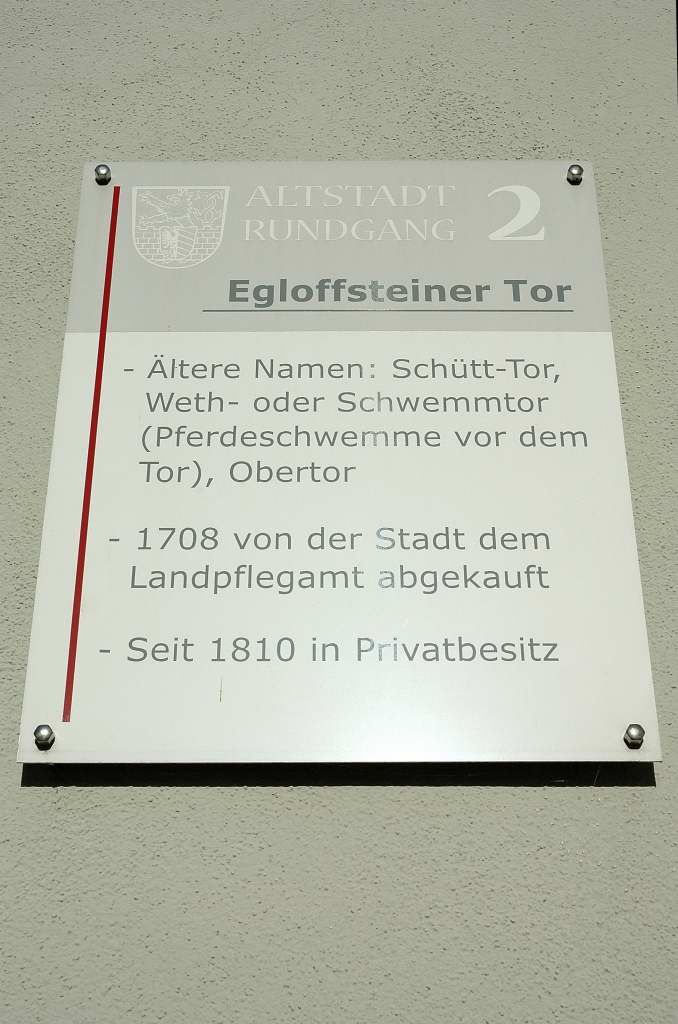 ALTSTADT
RUNDGANG 2
Egloffsteiner Tor
- Ältere Namen: Schütt-Tor,
Weth- oder Schwemmtor
(Pferdeschwemme vor dem
Tor), Obertor
- 1708 von der Stadt dem
Landpflegamt abgekauft
- Seit 1810 in Privatbesitz